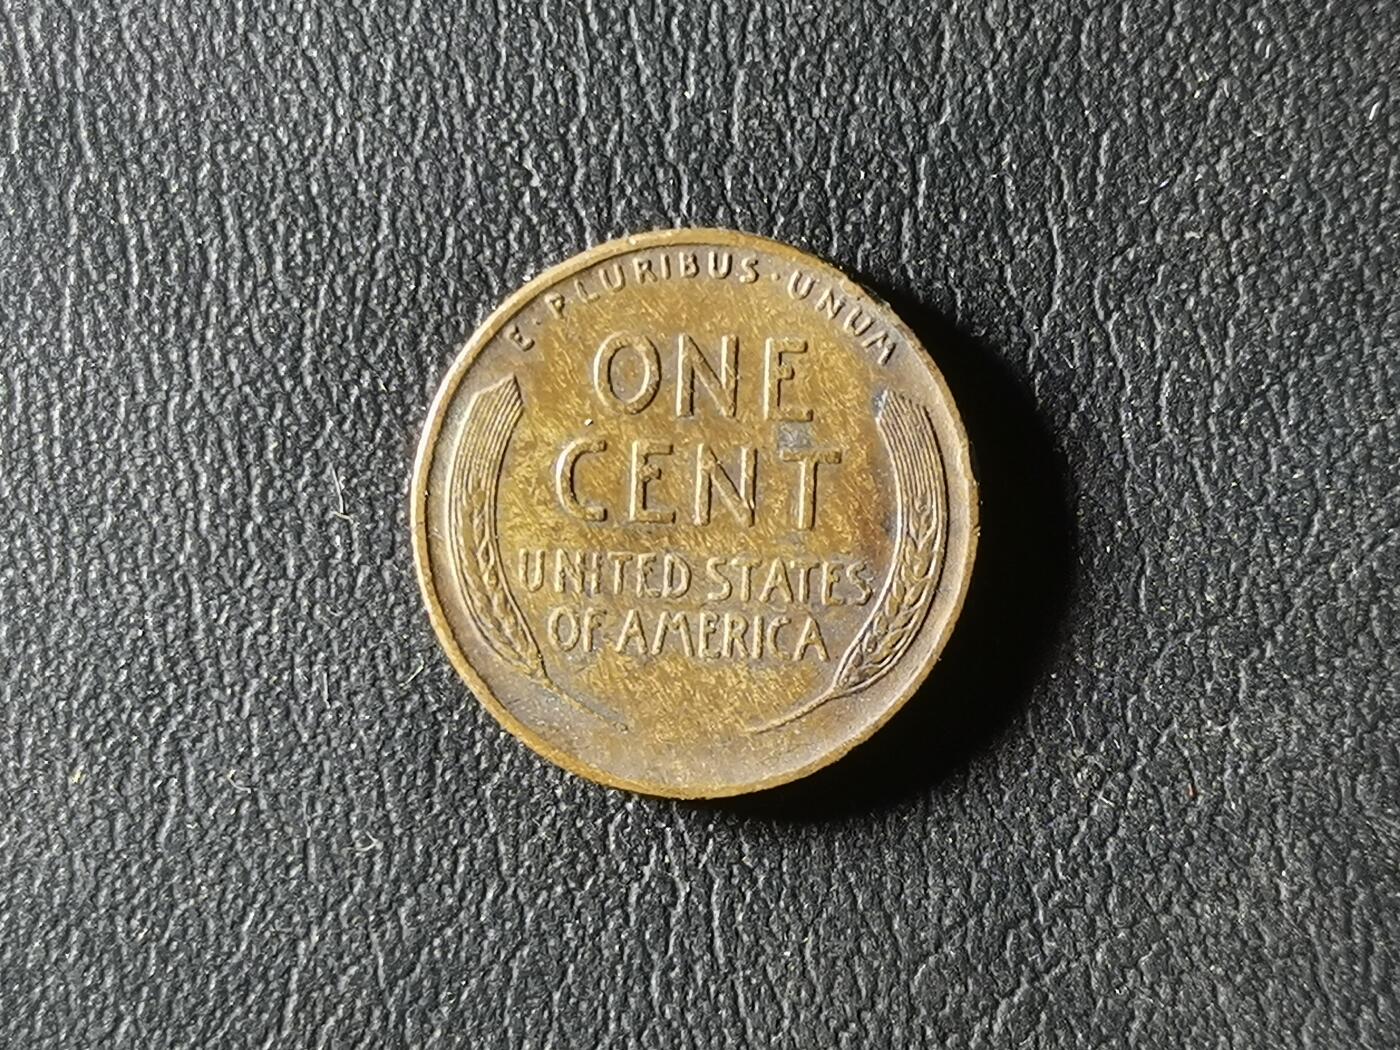 E·PLURIBUS·UNUM
ONE
CENT
UNITED STATES
OF AMERICA